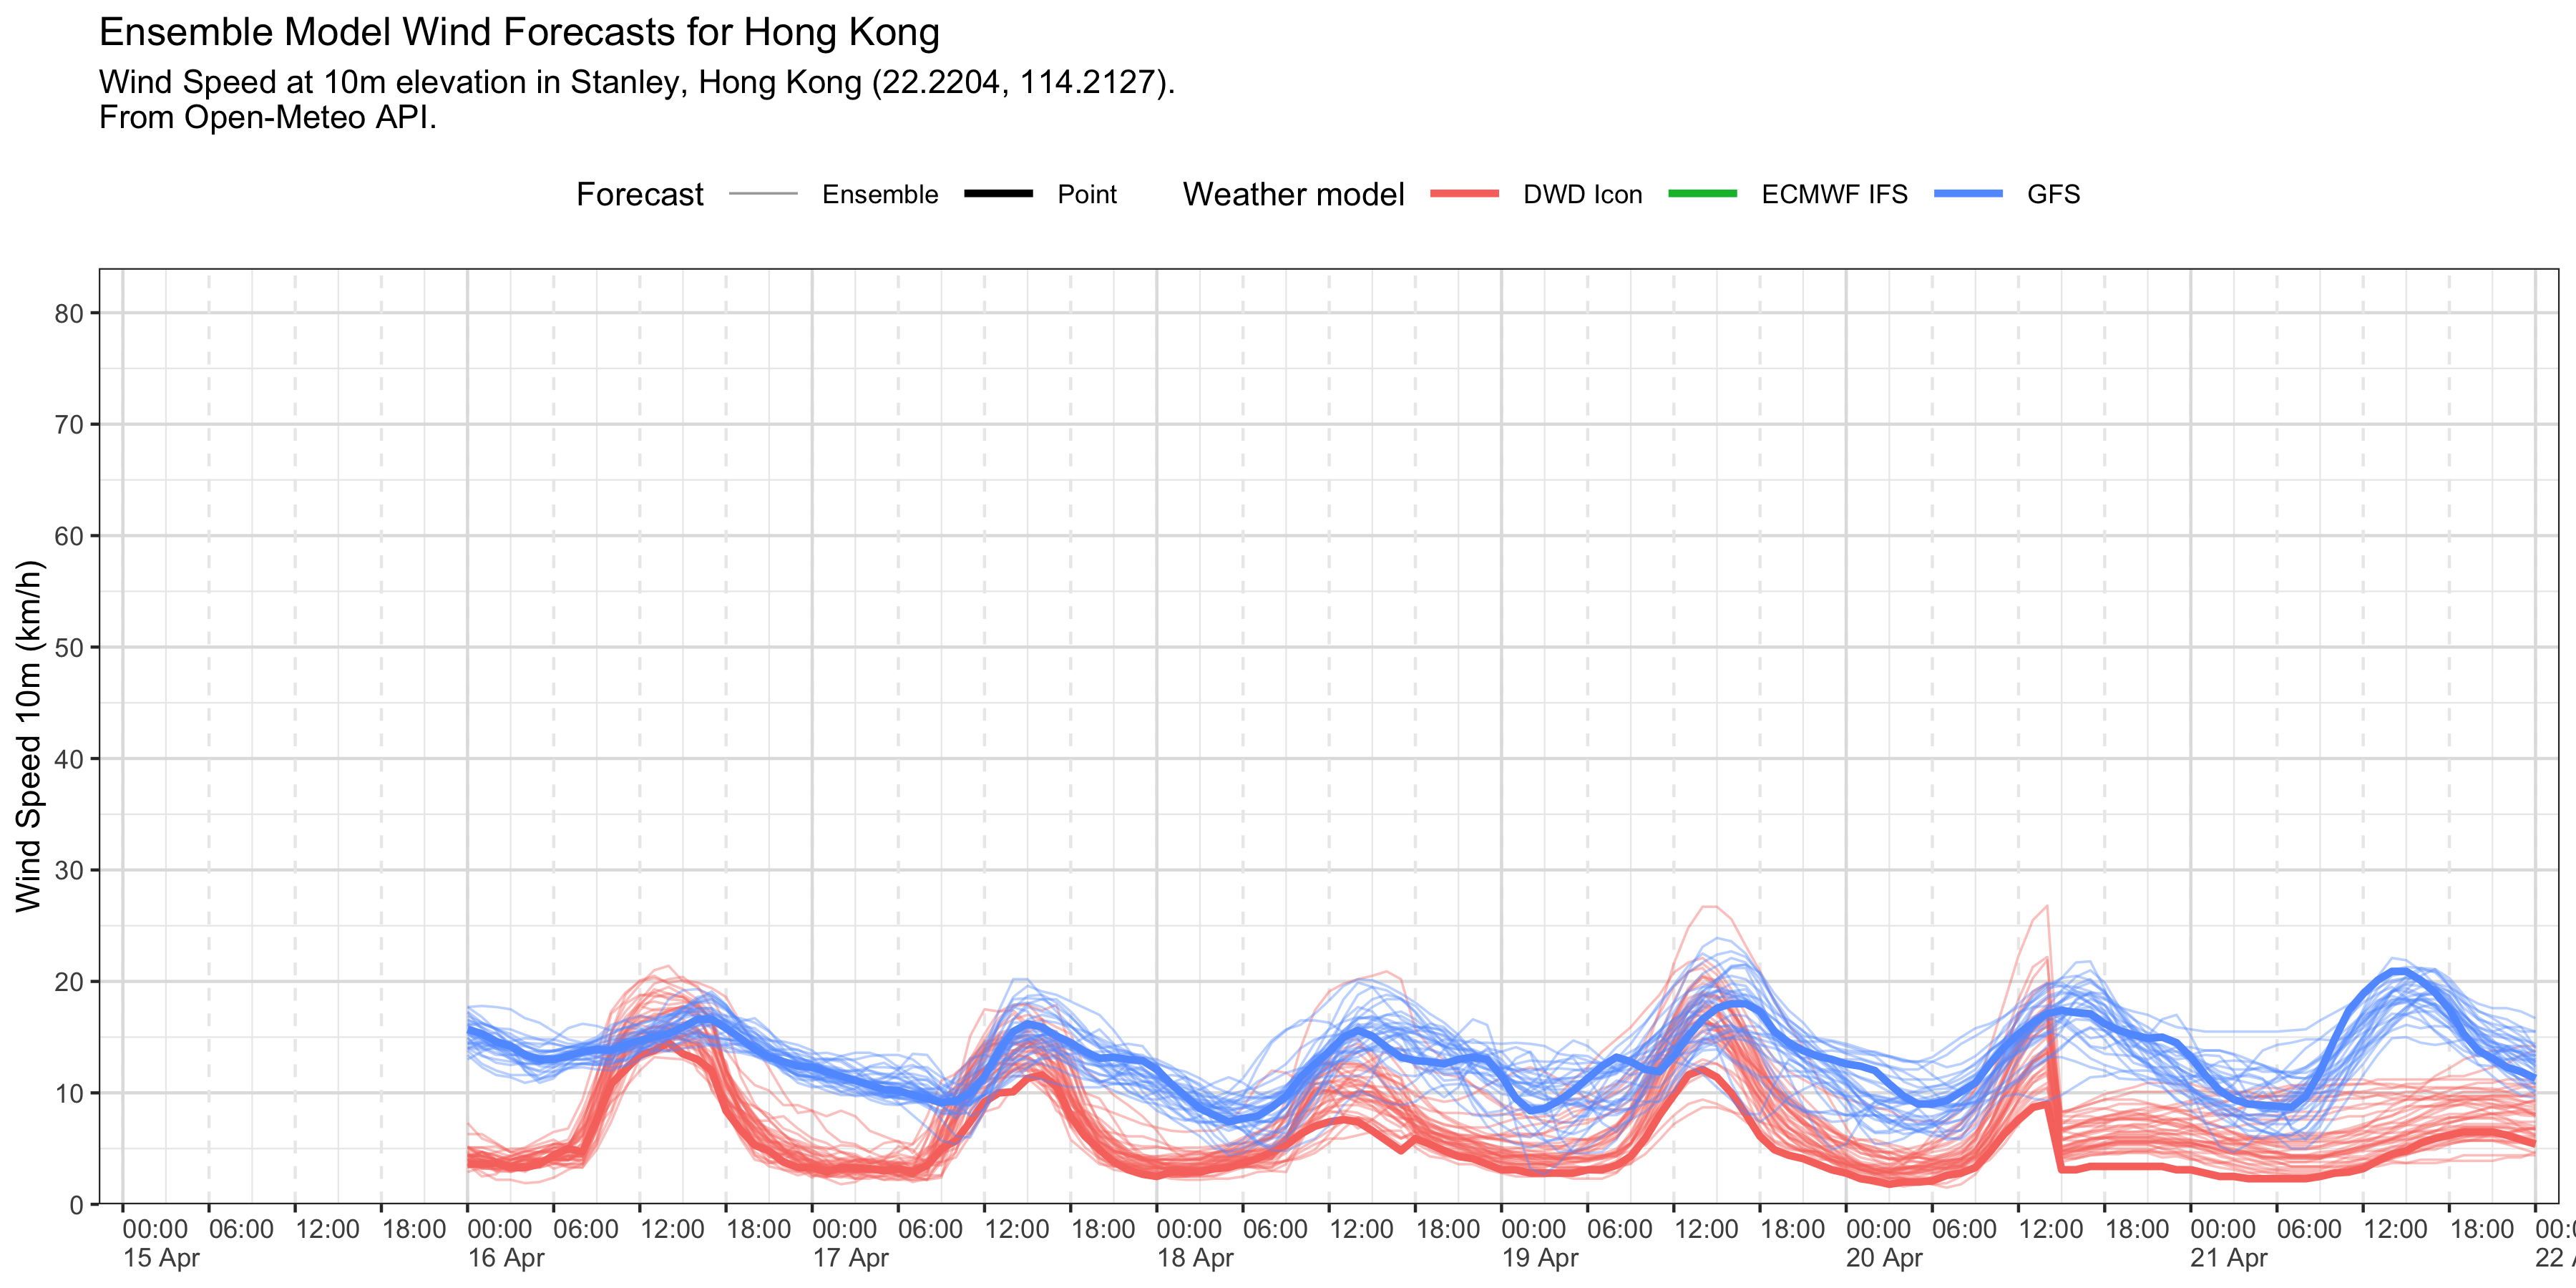 Ensemble Model Wind Forecasts for Hong Kong
Wind Speed at 10m elevation in Stanley, Hong Kong (22.2204, 114.2127).
From Open-Meteo API.
Forecast Ensemble Point Weather model DWD Icon ECMWF IFS GFS
Wind Speed 10m (km/h)
80
70
60
50
40
30
20
10
0
00:00 06:00 12:00 18:00 00:00 06:00 12:00 18:00 00:00 06:00 12:00 18:00 00:00 06:00 12:00 18:00 00:00 06:00 12:00 18:00 00:00 06:00 12:00 18:00 00:00 06:00 12:00 18:00
15 Apr 16 Apr 17 Apr 18 Apr 19 Apr 20 Apr 21 Apr 22